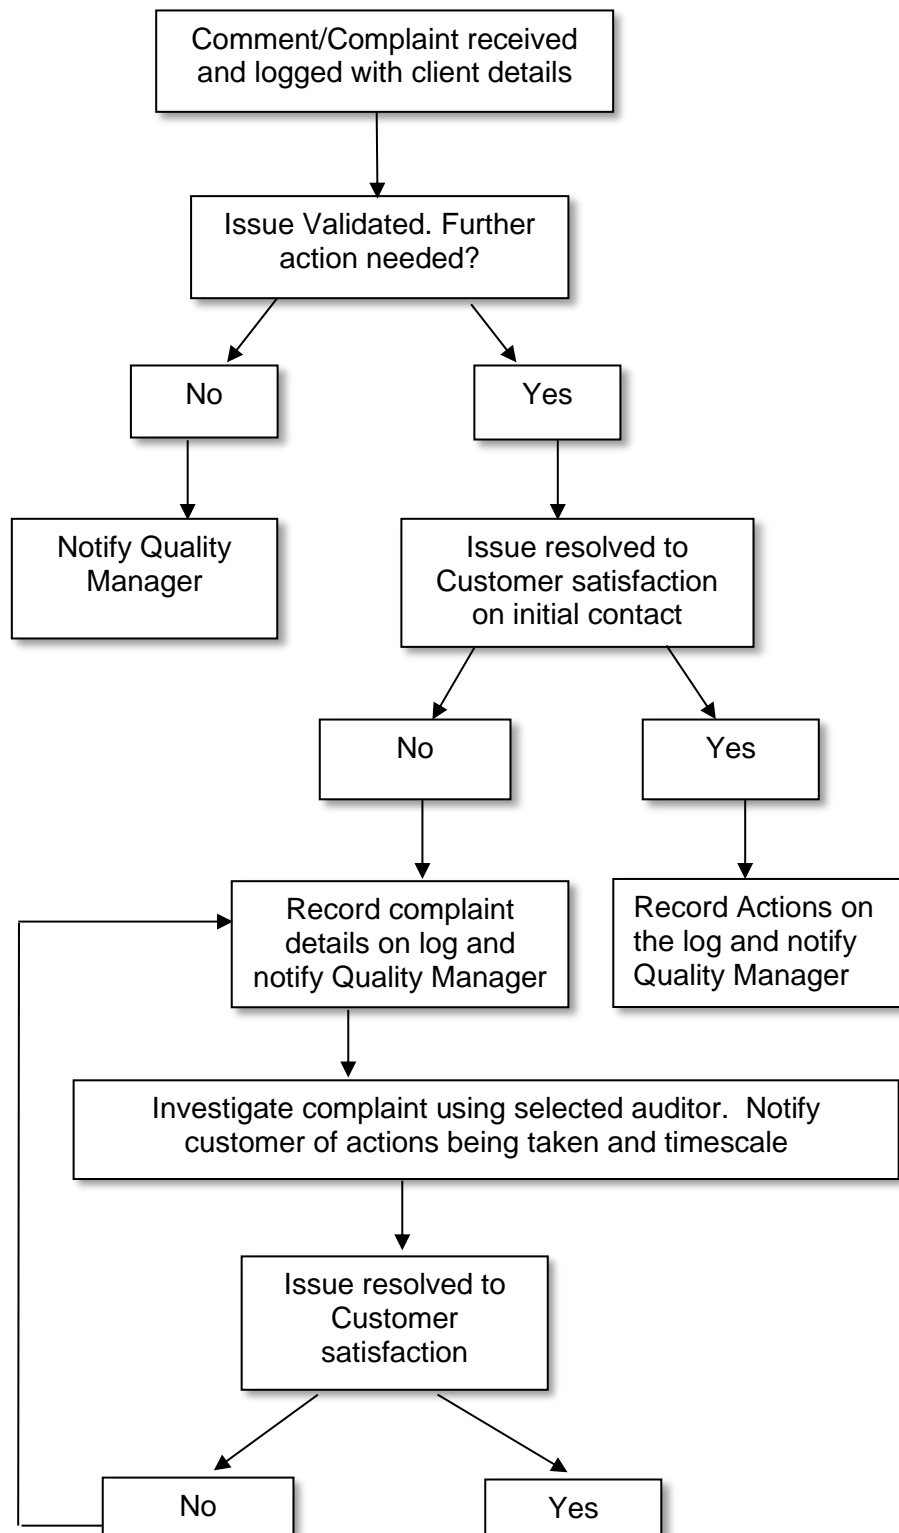 Comment/Complaint received
and logged with client details
Issue Validated. Further
action needed?
No
Yes
Notify Quality
Manager
Issue resolved to
Customer satisfaction
on initial contact
No
Yes
Record complaint
details on log and
notify Quality Manager
Record Actions on
the log and notify
Quality Manager
Investigate complaint using selected auditor.  Notify
customer of actions being taken and timescale
Issue resolved to
Customer
satisfaction
No
Yes